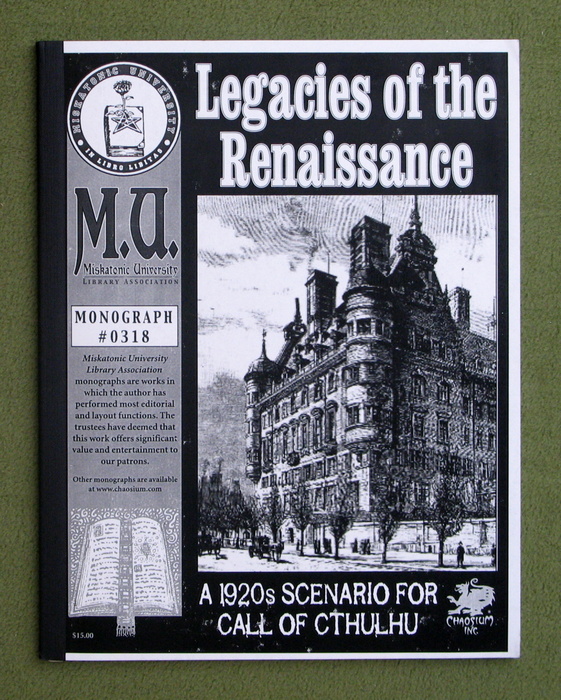 MISKATONIC UNIVERSITY
IN LIBRO LIBITAS
Legacies of the
Renaissance
M.U.
Miskatonic University
LIBRARY ASSOCIATION
MONOGRAPH
#0318
Miskatonic University
Library Association
monographs are works in
which the author has
performed most editorial
and layout functions. The
trustees have deemed that
this work offers significant
value and entertainment to
our patrons.
Other monographs are available
at www.chaosium.com
$15.00
A 1920s SCENARIO FOR
CALL OF CTHULHU
CHAOSIUM
INC.